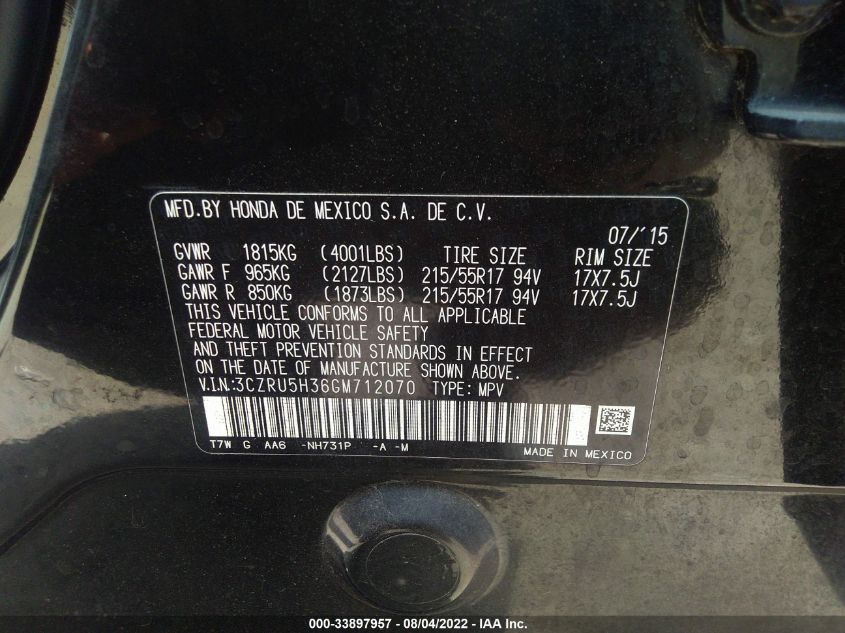 MFD.BY HONDA DE MEXICO S.A. DE C.V.
07/'15
GVWR 1815KG (4001LBS) TIRE SIZE RIM SIZE
GAWR F 965KG (2127LBS) 215/55R17 94V 17X7.5J
GAWR R 850KG (1873LBS) 215/55R17 94V 17X7.5J
THIS VEHICLE CONFORMS TO ALL APPLICABLE
FEDERAL MOTOR VEHICLE SAFETY
AND THEFT PREVENTION STANDARDS IN EFFECT
ON THE DATE OF MANUFACTURE SHOWN ABOVE.
V.I.N.:3CZRU5H36GM712070 TYPE: MPV
T7W G AA6 -NH731P -A -M
MADE IN MEXICO
000-33897957 - 08/04/2022 - IAA Inc.